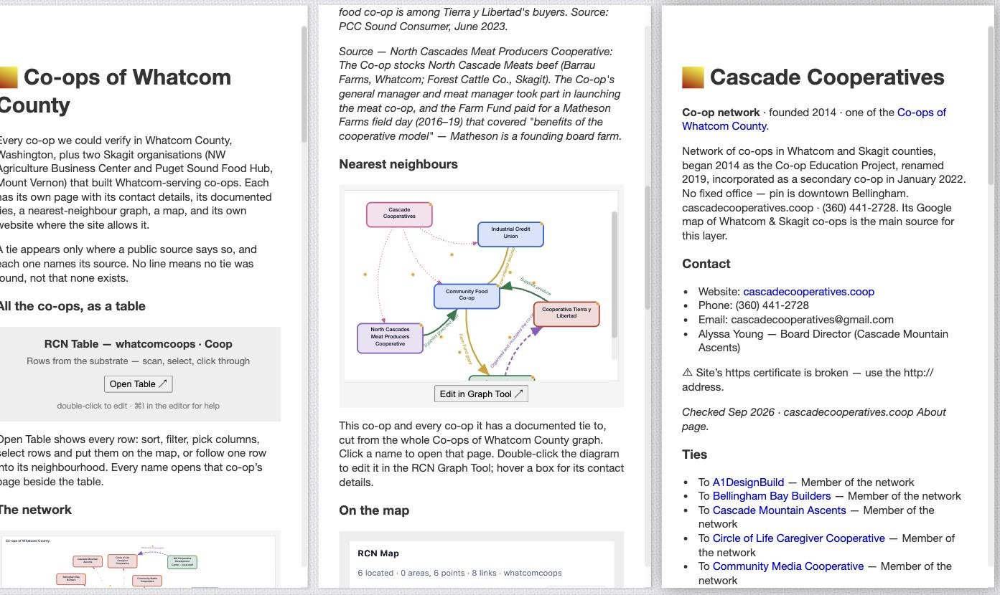 Co-ops of Whatcom
County
Every co-op we could verify in Whatcom County,
Washington, plus two Skagit organisations (NW
Agriculture Business Center and Puget Sound Food Hub,
Mount Vernon) that built Whatcom-serving co-ops. Each
has its own page with its contact details, its documented
ties, a nearest-neighbour graph, a map, and its own
website where the site allows it.
A tie appears only where a public source says so, and
each one names its source. No line means no tie was
found, not that none exists.
All the co-ops, as a table
RCN Table — whatcomcoops · Coop
Rows from the substrate — scan, select, click through
Open Table ↗
double-click to edit · ⌘I in the editor for help
Open Table shows every row: sort, filter, pick columns,
select rows and put them on the map, or follow one row
into its neighbourhood. Every name opens that co-op's
page beside the table.
The network
Co-ops of Whatcom County
Cascade Mountain
Ascents
Circle of Life
Caregiver
Cooperative
NW Cooperative
Development
Center — local staff
Bellingham Bay
Builders
Community Media
Cooperative
food co-op is among Tierra y Libertad's buyers. Source:
PCC Sound Consumer, June 2023.
Source — North Cascades Meat Producers Cooperative:
The Co-op stocks North Cascade Meats beef (Barrau
Farms, Whatcom; Forest Cattle Co., Skagit). The Co-op's
general manager and meat manager took part in launching
the meat co-op, and the Farm Fund paid for a Matheson
Farms field day (2016–19) that covered "benefits of the
cooperative model" — Matheson is a founding board farm.
Nearest neighbours
Cascade
Cooperatives
Industrial Credit
Union
Supplies produce
Community Food
Co-op
Cooperativa Tierra y
Libertad
North Cascades
Meat Producers
Cooperative
Farm Fund grant
Organised and incubated the co-op
Edit in Graph Tool ↗
This co-op and every co-op it has a documented tie to,
cut from the whole Co-ops of Whatcom County graph.
Click a name to open that page. Double-click the diagram
to edit it in the RCN Graph Tool; hover a box for its contact
details.
On the map
RCN Map
6 located · 0 areas, 6 points · 8 links · whatcomcoops
Cascade Cooperatives
Co-op network · founded 2014 · one of the Co-ops of
Whatcom County.
Network of co-ops in Whatcom and Skagit counties,
began 2014 as the Co-op Education Project, renamed
2019, incorporated as a secondary co-op in January 2022.
No fixed office — pin is downtown Bellingham.
cascadecooperatives.coop · (360) 441-2728. Its Google
map of Whatcom & Skagit co-ops is the main source for
this layer.
Contact
• Website: cascadecooperatives.coop
• Phone: (360) 441-2728
• Email: cascadecooperatives@gmail.com
• Alyssa Young — Board Director (Cascade Mountain
Ascents)
⚠ Site's https certificate is broken — use the http://
address.
Checked Sep 2026 · cascadecooperatives.coop About
page.
Ties
• To A1DesignBuild — Member of the network
• To Bellingham Bay Builders — Member of the network
• To Cascade Mountain Ascents — Member of the
network
• To Circle of Life Caregiver Cooperative — Member of
the network
• To Community Media Cooperative — Member of the
network